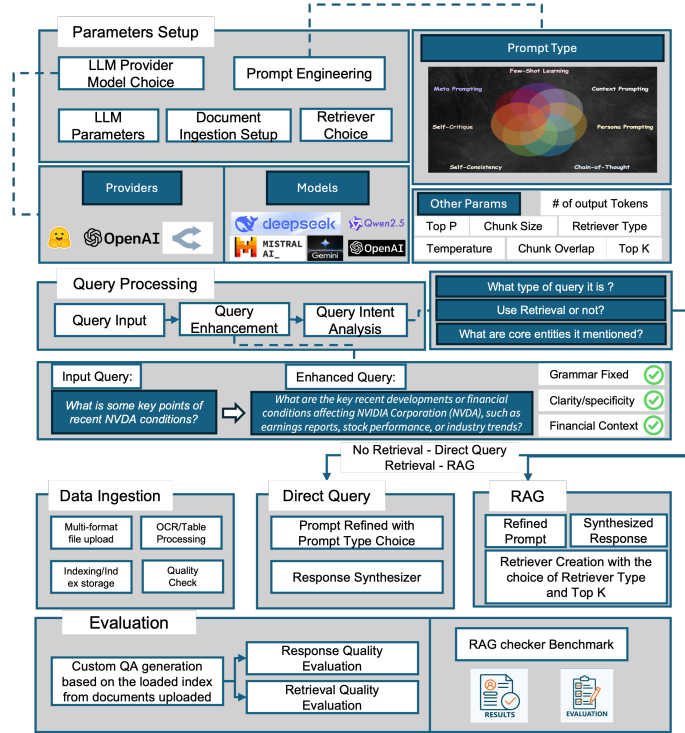 Parameters Setup
LLM Provider
Model Choice
Prompt Engineering
LLM
Parameters
Document
Ingestion Setup
Retriever
Choice
Prompt Type
Few-Shot Learning
Meta Prompting
Context Prompting
Self-Critique
Persona Prompting
Self-Consistency
Chain-of-Thought
Providers
OpenAI
Models
deepseek
Qwen2.5
MISTRAL
AI_
Gemini
OpenAI
Other Params
# of output Tokens
Top P
Chunk Size
Retriever Type
Temperature
Chunk Overlap
Top K
Query Processing
Query Input
Query
Enhancement
Query Intent
Analysis
What type of query it is ?
Use Retrieval or not?
What are core entities it mentioned?
Input Query:
What is some key points of
recent NVDA conditions?
Enhanced Query:
What are the key recent developments or financial
conditions affecting NVIDIA Corporation (NVDA), such as
earnings reports, stock performance, or industry trends?
Grammar Fixed
Clarity/specificity
Financial Context
No Retrieval - Direct Query
Retrieval - RAG
Data Ingestion
Multi-format
file upload
OCR/Table
Processing
Indexing/Ind
ex storage
Quality
Check
Direct Query
Prompt Refined with
Prompt Type Choice
Response Synthesizer
RAG
Refined
Prompt
Synthesized
Response
Retriever Creation with the
choice of Retriever Type
and Top K
Evaluation
Custom QA generation
based on the loaded index
from documents uploaded
Response Quality
Evaluation
Retrieval Quality
Evaluation
RAG checker Benchmark
RESULTS
EVALUATION